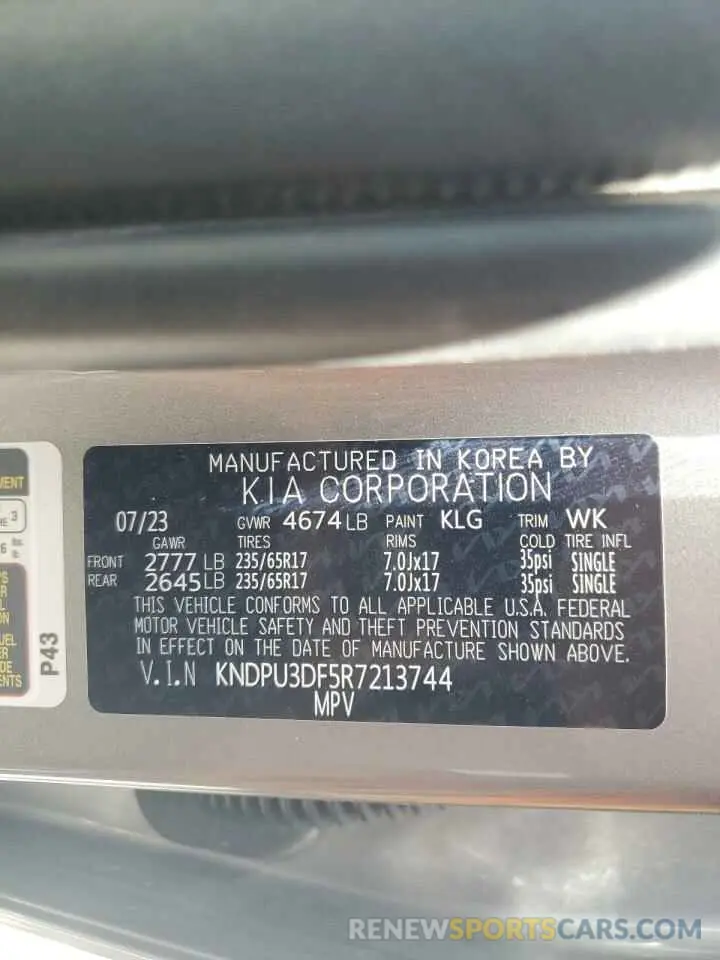 MANUFACTURED IN KOREA BY
KIA CORPORATION
07/23 GVWR 4674 LB PAINT KLG TRIM WK
GAWR TIRES RIMS COLD TIRE INFL
FRONT 2777 LB 235/65R17 7.0Jx17 35psi SINGLE
REAR 2645 LB 235/65R17 7.0Jx17 35psi SINGLE
THIS VEHICLE CONFORMS TO ALL APPLICABLE U.S.A. FEDERAL
MOTOR VEHICLE SAFETY AND THEFT PREVENTION STANDARDS
IN EFFECT ON THE DATE OF MANUFACTURE SHOWN ABOVE.
V.I.N KNDPU3DF5R7213744
MPV
3
P43
RENEWSPORTSCARS.COM